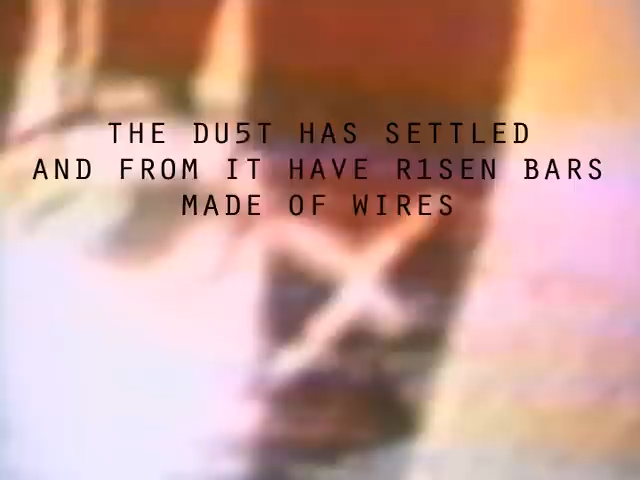 THE DU5T HAS SETTLED
AND FROM IT HAVE R1SEN BARS
MADE OF WIRES